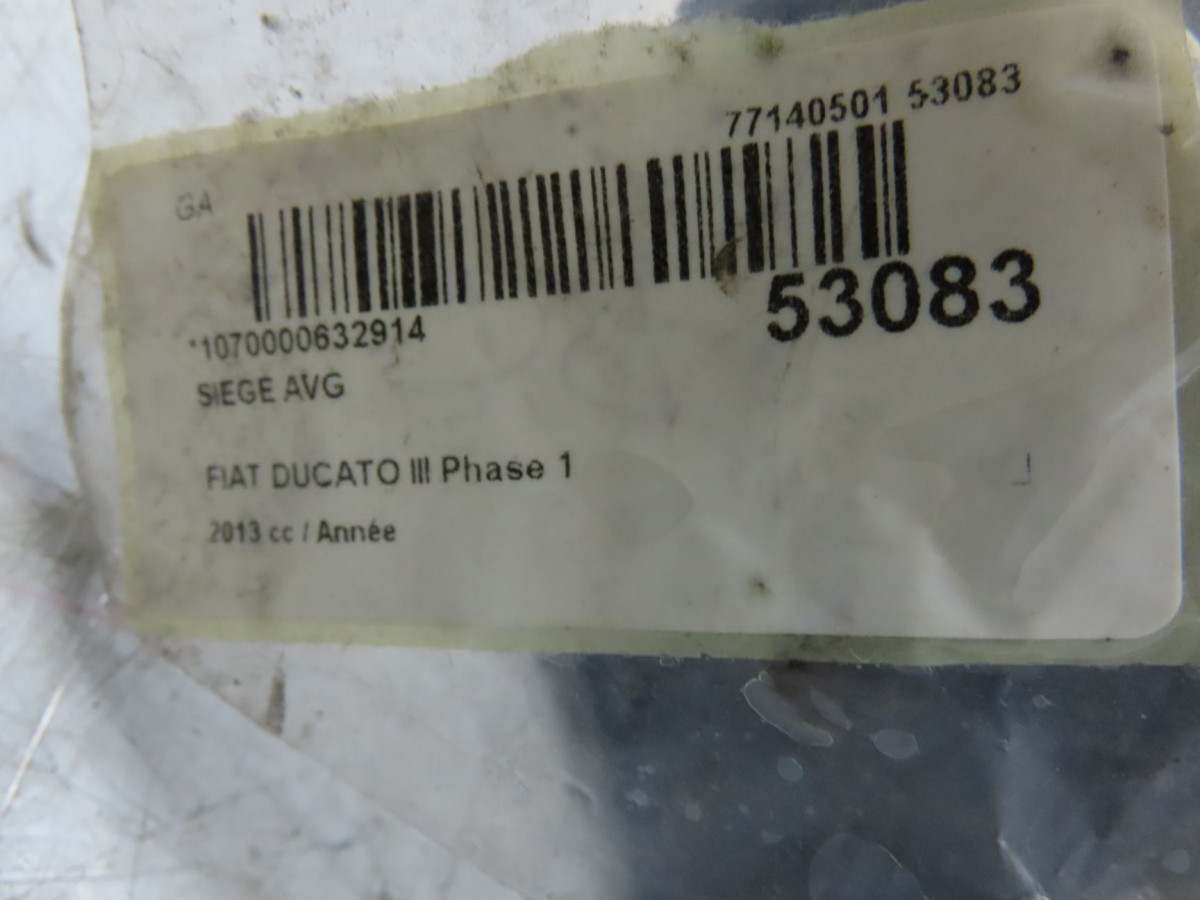 77140501 53083
GA
53083
*1070000632914
SIEGE AVG
FIAT DUCATO III Phase 1
2013 cc / Année